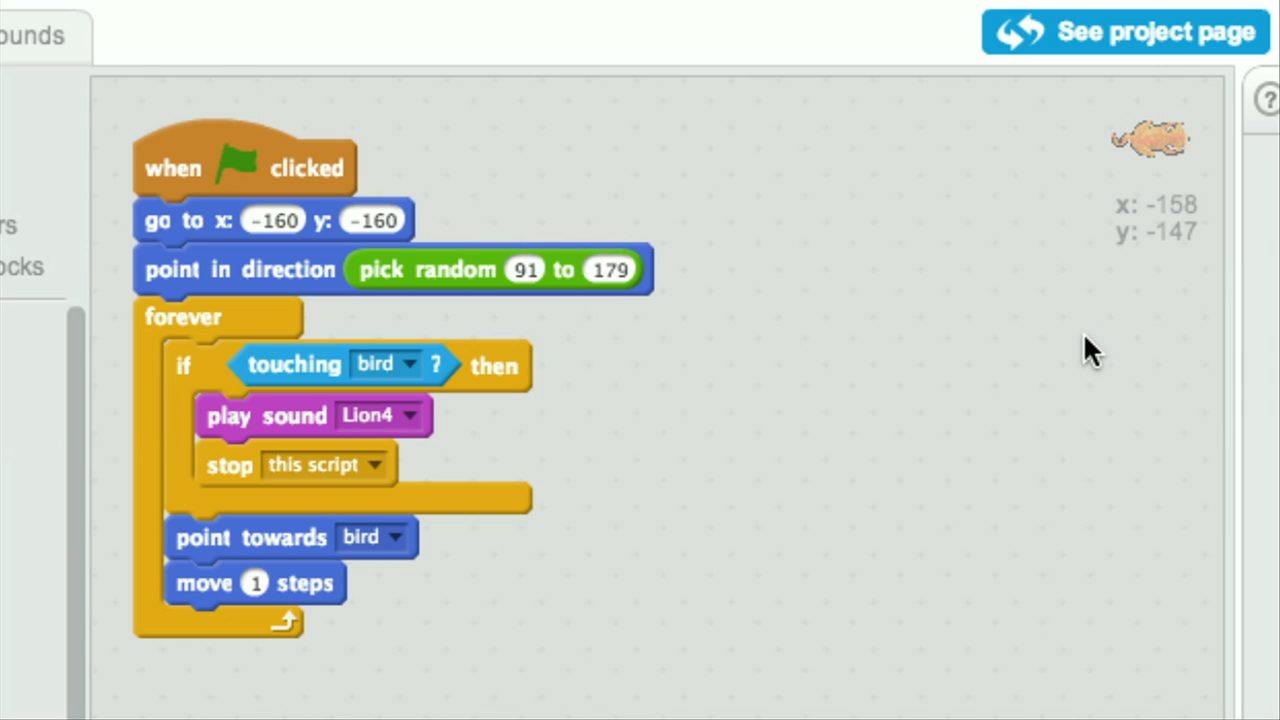 ounds
See project page
when clicked
go to x: -160 y: -160
x: -158
y: -147
rs
ocks
point in direction pick random 91 to 179
forever
if touching bird ? then
play sound Lion4
stop this script
point towards bird
move 1 steps
?